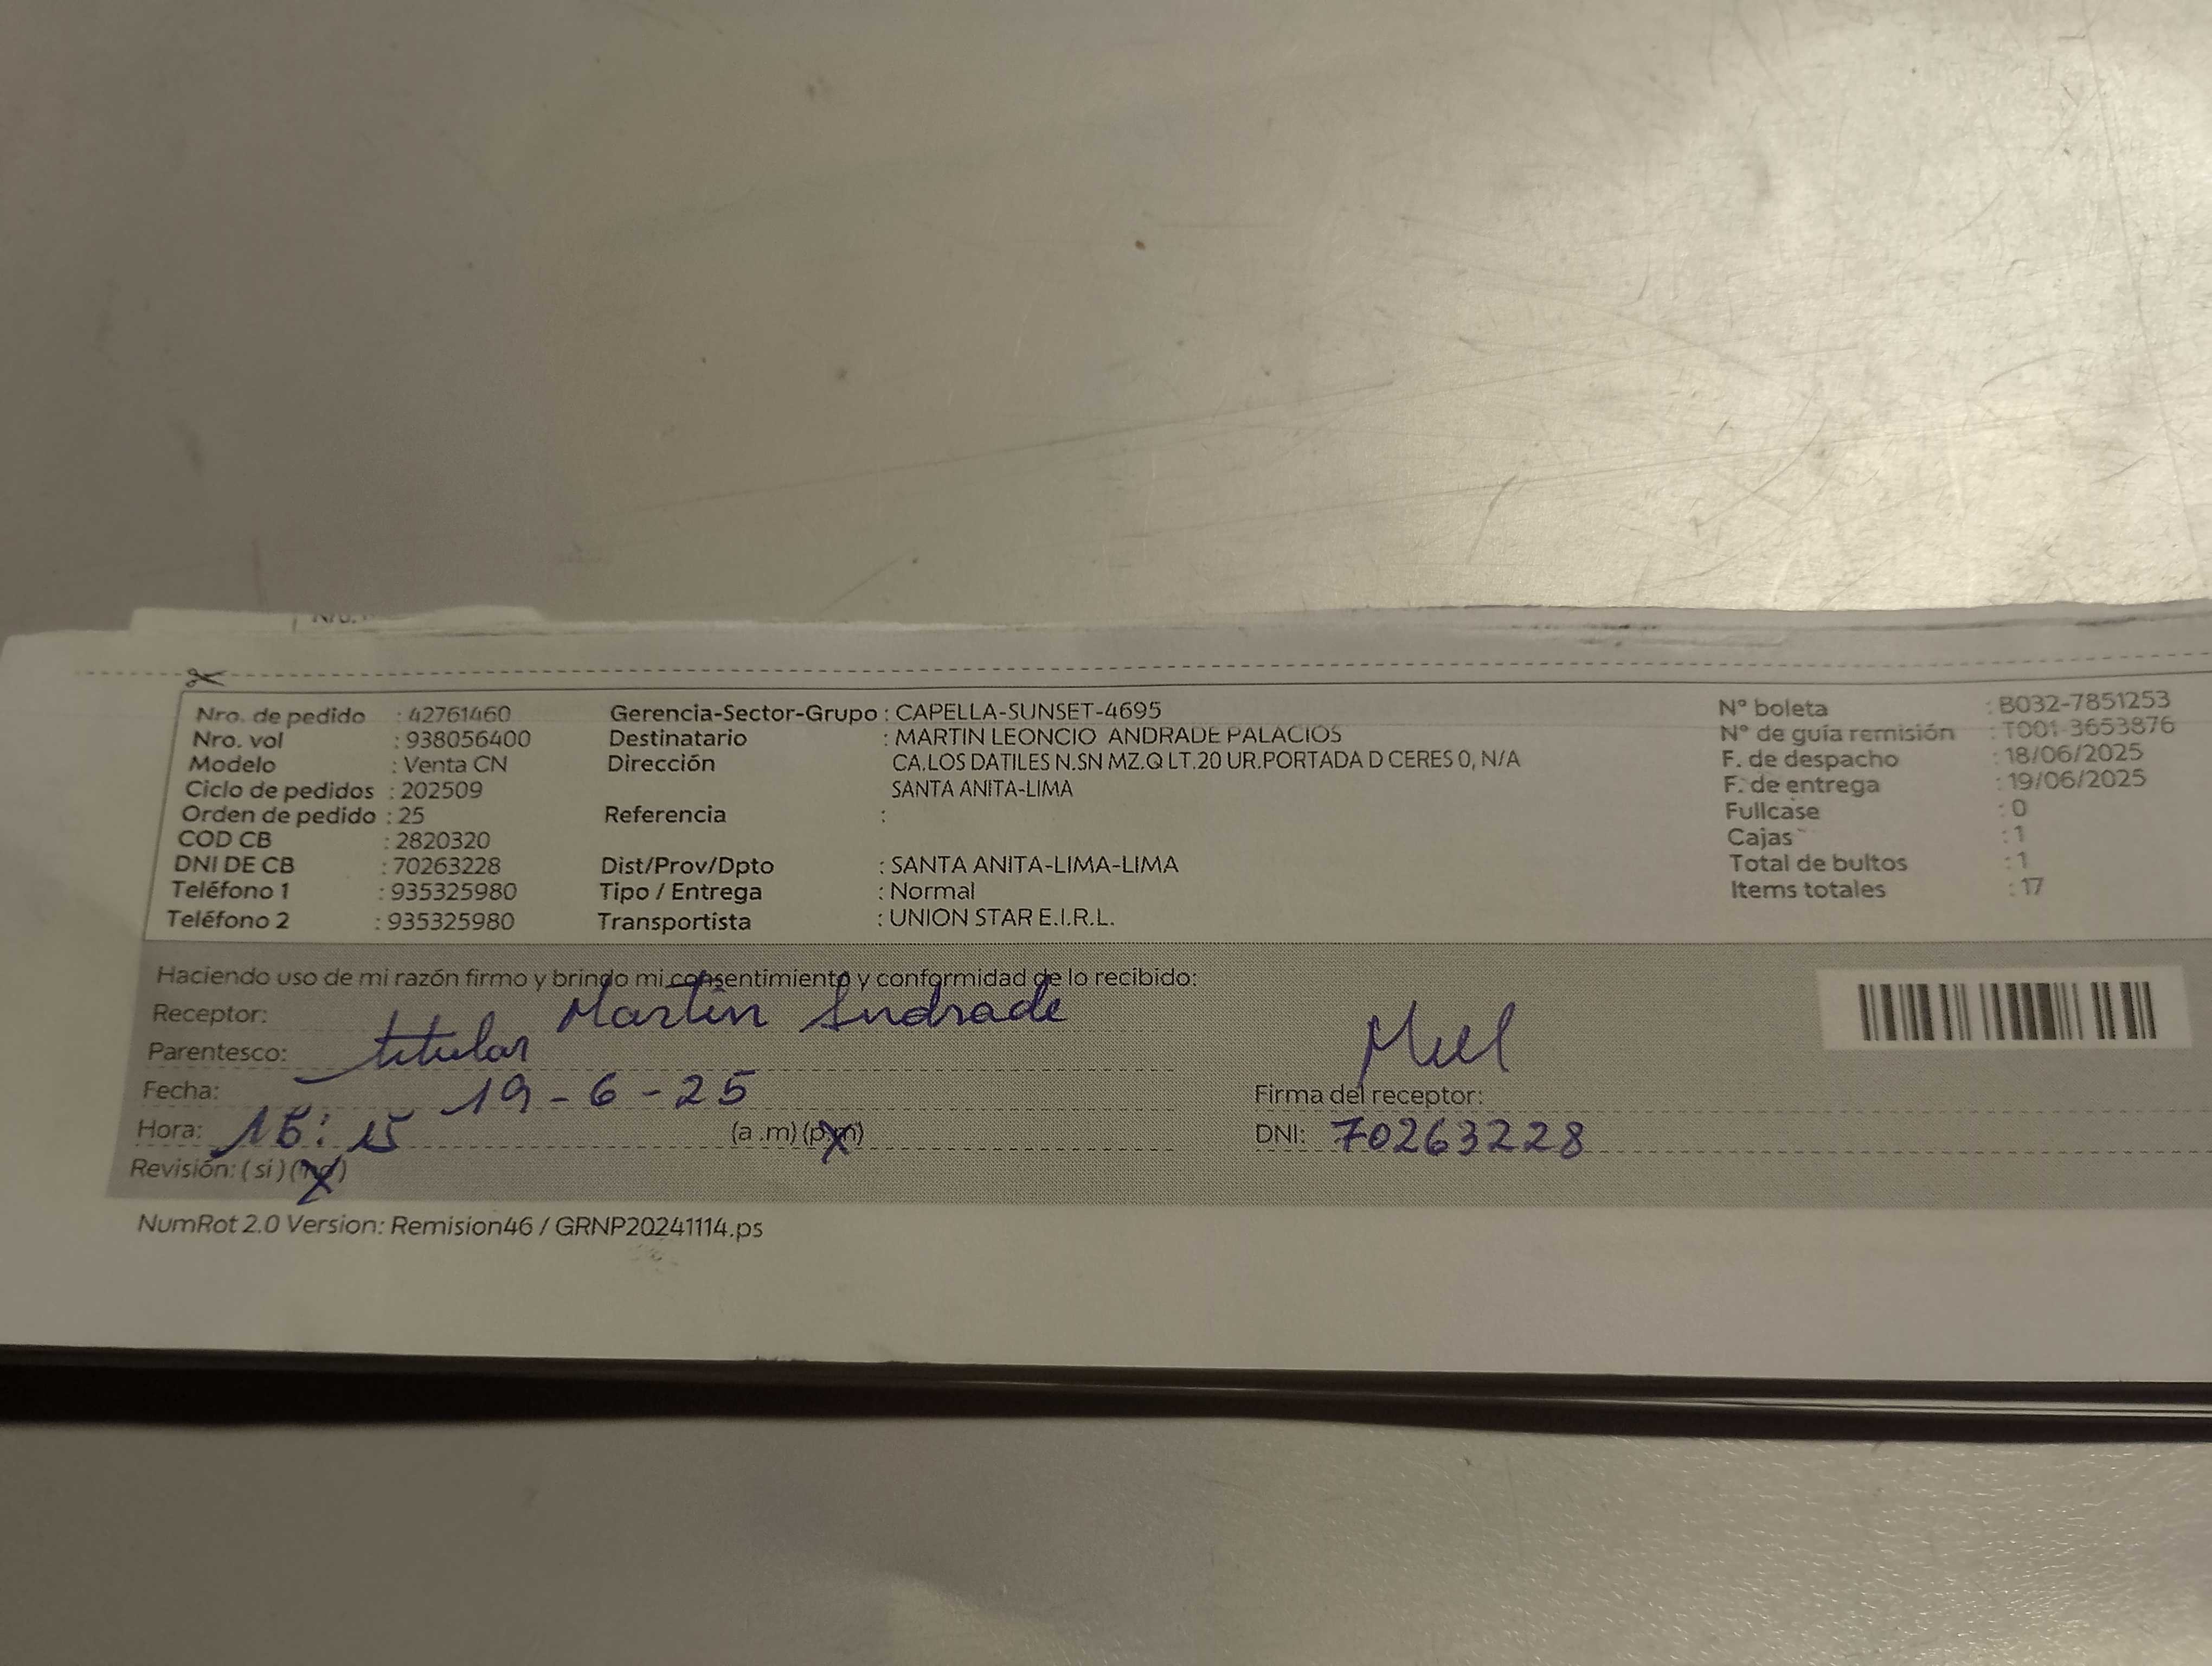 Nro. de pedido : 42761460 Gerencia-Sector-Grupo : CAPELLA-SUNSET-4695 N° boleta : B032-7851253
Nro. vol : 938056400 Destinatario : MARTIN LEONCIO ANDRADE PALACIOS N° de guía remisión : T001-3653876
Modelo : Venta CN Dirección CA.LOS DATILES N.SN MZ.Q LT.20 UR.PORTADA D CERES 0, N/A F. de despacho : 18/06/2025
Ciclo de pedidos : 202509 SANTA ANITA-LIMA F. de entrega : 19/06/2025
Orden de pedido : 25 Referencia : Fullcase : 0
COD CB : 2820320 Cajas : 1
DNI DE CB : 70263228 Dist/Prov/Dpto : SANTA ANITA-LIMA-LIMA Total de bultos : 1
Teléfono 1 : 935325980 Tipo / Entrega : Normal Items totales : 17
Teléfono 2 : 935325980 Transportista : UNION STAR E.I.R.L.
Haciendo uso de mi razón firmo y brindo mi consentimiento y conformidad de lo recibido:
Receptor: Martin Andrade
Parentesco: titular
Fecha: 19-6-25 Firma del receptor:
Hora: : 15 (a .m) (p.m) DNI: 70263228
Revisión: ( si ) (no)
NumRot 2.0 Version: Remision46 / GRNP20241114.ps